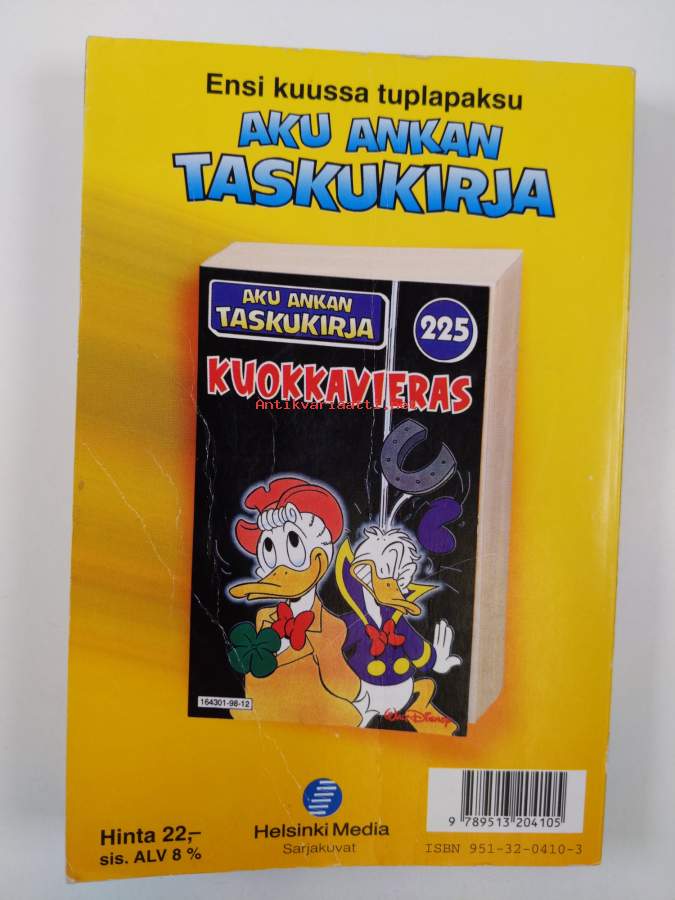 Ensi kuussa tuplapaksu
AKU ANKAN
TASKUKIRJA
AKU ANKAN
TASKUKIRJA
225
KUOKKAVIERAS
Antikvariaatti.net
164301-98-12
Walt Disney
Hinta 22,–
sis. ALV 8 %
Helsinki Media
Sarjakuvat
9 789513 204105
ISBN 951-32-0410-3